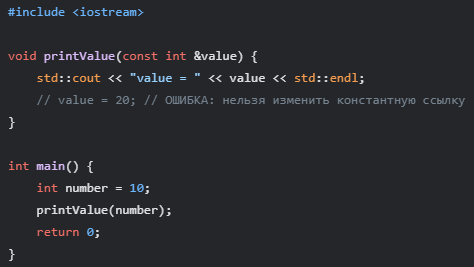 #include <iostream>
void printValue(const int &value) {
std::cout << "value = " << value << std::endl;
// value = 20; // ОШИБКА: нельзя изменить константную ссылку
}
int main() {
int number = 10;
printValue(number);
return 0;
}